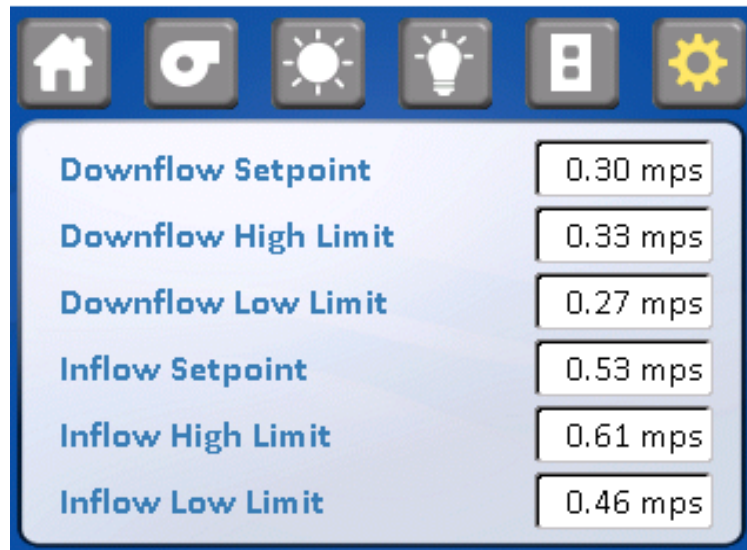 Downflow Setpoint 0.30 mps
Downflow High Limit 0.33 mps
Downflow Low Limit 0.27 mps
Inflow Setpoint 0.53 mps
Inflow High Limit 0.61 mps
Inflow Low Limit 0.46 mps